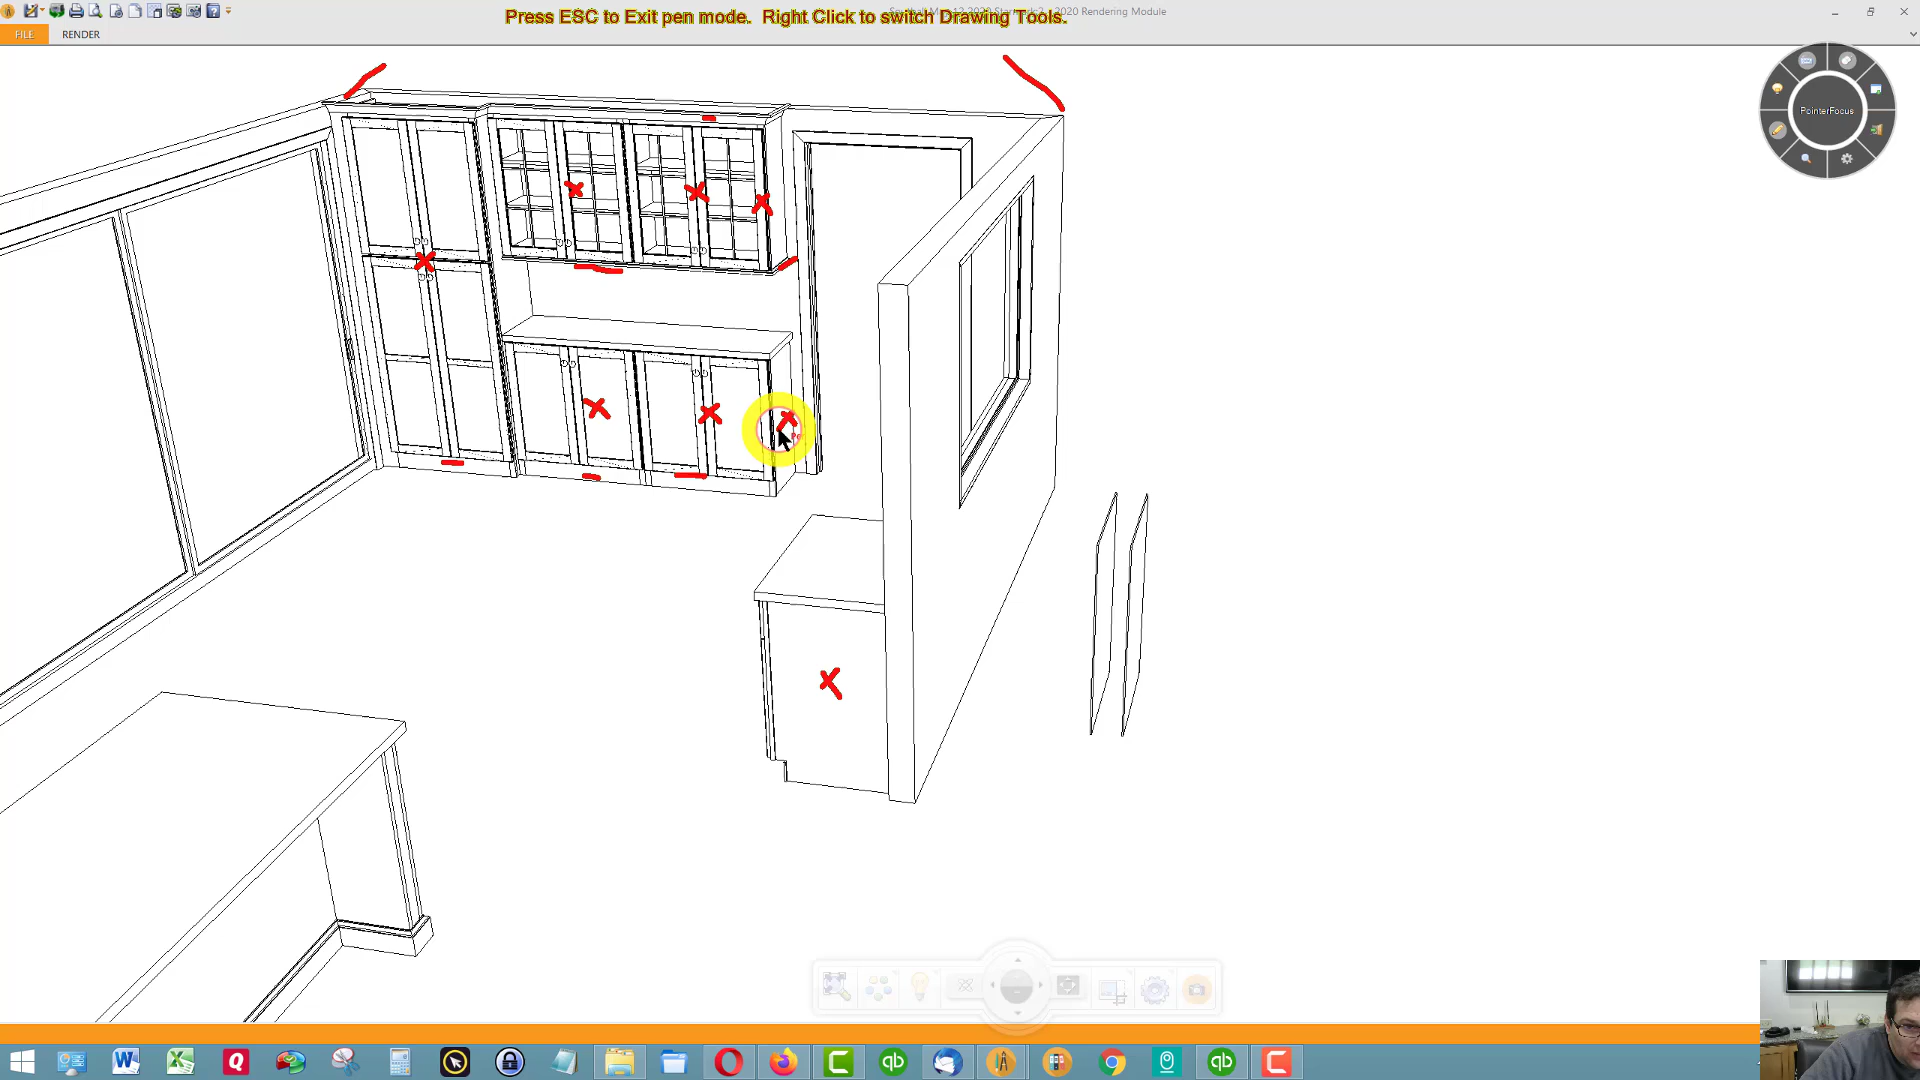 Press ESC to Exit pen mode.  Right Click to switch Drawing Tools.
2020 Rendering Module
FILE
RENDER
PointerFocus